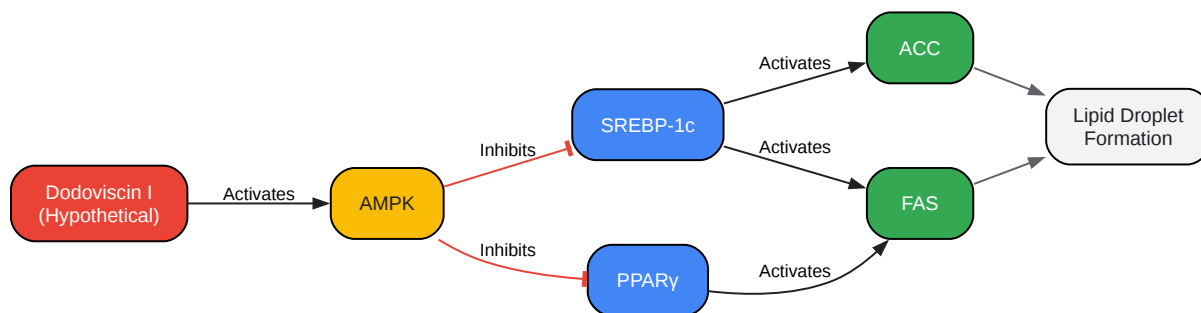 Dodoviscin I
(Hypothetical)
Activates
AMPK
Inhibits
Inhibits
SREBP-1c
PPARγ
Activates
Activates
Activates
ACC
FAS
Lipid Droplet
Formation